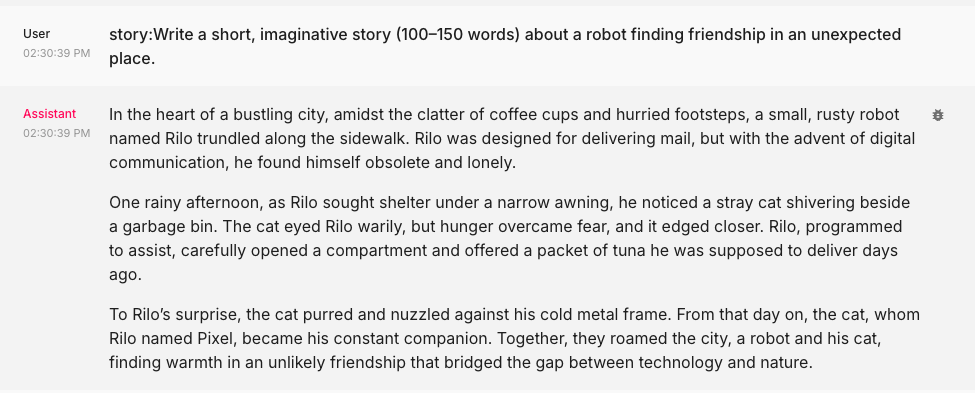 User
02:30:39 PM
story:Write a short, imaginative story (100–150 words) about a robot finding friendship in an unexpected
place.
Assistant
02:30:39 PM
In the heart of a bustling city, amidst the clatter of coffee cups and hurried footsteps, a small, rusty robot
named Rilo trundled along the sidewalk. Rilo was designed for delivering mail, but with the advent of digital
communication, he found himself obsolete and lonely.
One rainy afternoon, as Rilo sought shelter under a narrow awning, he noticed a stray cat shivering beside
a garbage bin. The cat eyed Rilo warily, but hunger overcame fear, and it edged closer. Rilo, programmed
to assist, carefully opened a compartment and offered a packet of tuna he was supposed to deliver days
ago.
To Rilo’s surprise, the cat purred and nuzzled against his cold metal frame. From that day on, the cat, whom
Rilo named Pixel, became his constant companion. Together, they roamed the city, a robot and his cat,
finding warmth in an unlikely friendship that bridged the gap between technology and nature.